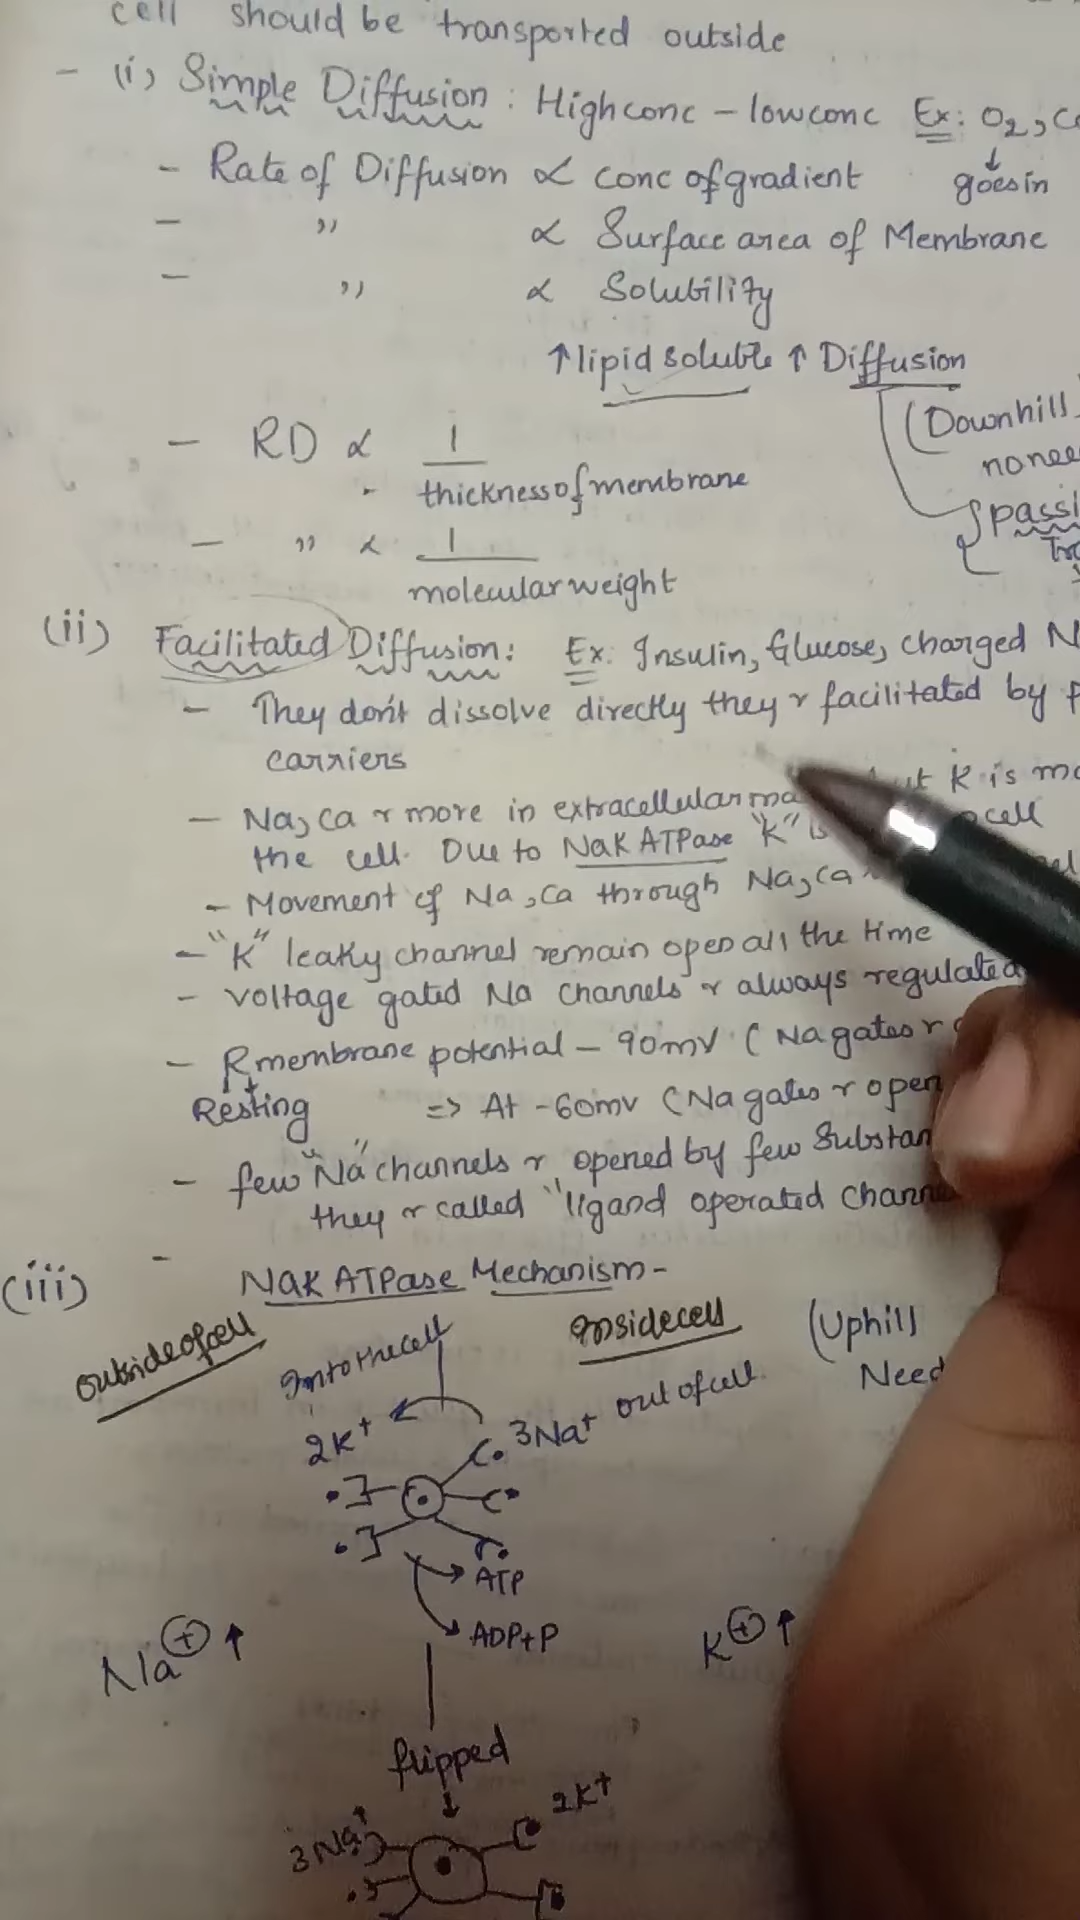 cell should be transported outside
- (i) Simple Diffusion : High conc - low conc Ex: O2,
goes in
- Rate of Diffusion ∝ conc of gradient
- " ∝ Surface area of Membrane
- " ∝ Solubility
↑ lipid soluble ↑ Diffusion
(Downhill
- RD ∝ 1
thickness of membrane
- " ∝ 1
molecular weight
(ii) Facilitated Diffusion: Ex: Insulin, Glucose, charged
- They don't dissolve directly they r facilitated by
carriers
- Na, Ca r more in extracellular K is
the cell. Due to NaK ATPase "K" cell
- Movement of Na, Ca through Na, Ca
- "K" leaky channel remain open all the time
- voltage gated Na channels r always regulated
- R membrane potential - 90mV ( Na gates r
Resting => At -60mv (Na gates r open
- few "Na" channels r opened by few
they r called "ligand operated
-
(iii) NaK ATPase Mechanism -
Outside of cell Into the cell Inside cell (Uphill
out of cell Need
2K+ 3Na+
ATP
ADP+P
Na+ ↑ K+ ↑
flipped
3Na+ 2K+